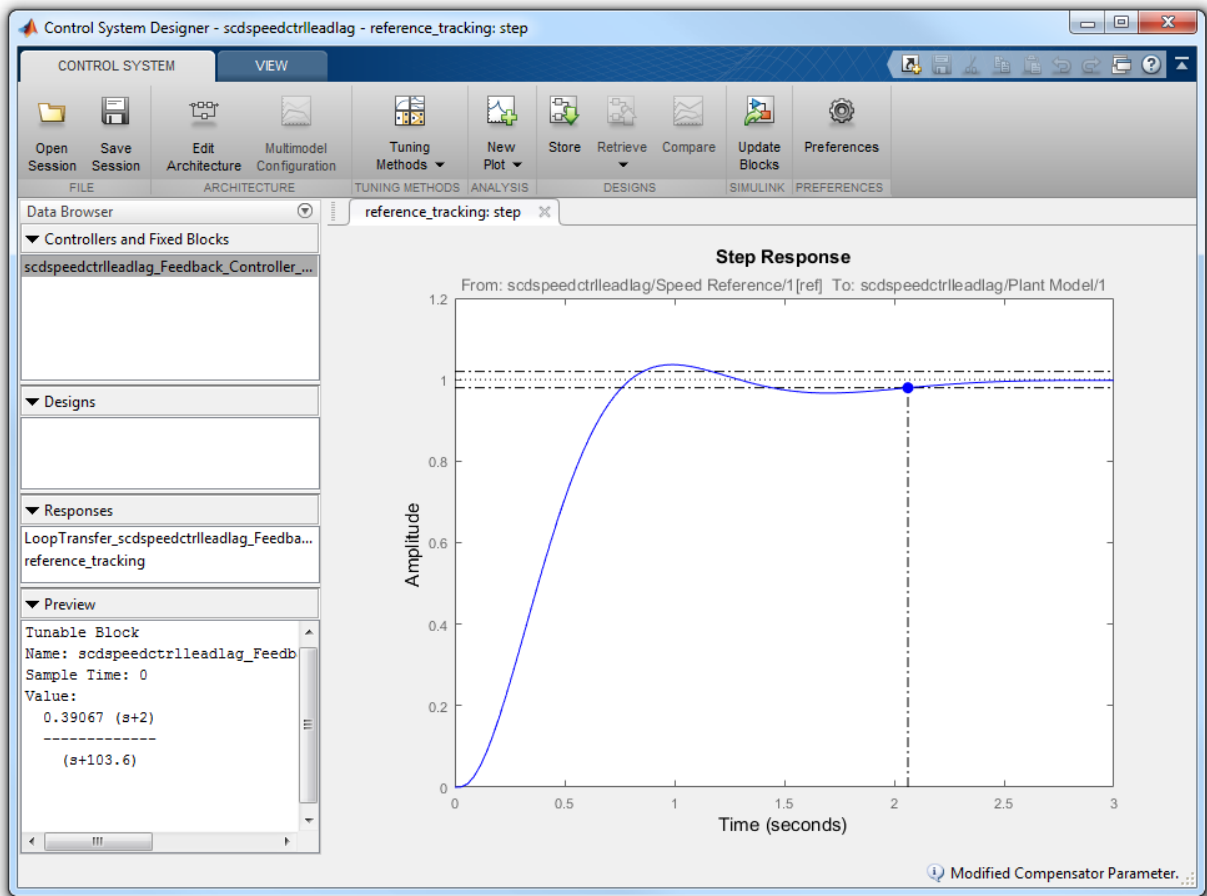 Control System Designer - scdspeedctrlleadlag - reference_tracking: step
CONTROL SYSTEM
VIEW
Open Session
Save Session
Edit Architecture
Multimodel Configuration
Tuning Methods
New Plot
Store
Retrieve
Compare
Update Blocks
Preferences
FILE
ARCHITECTURE
TUNING METHODS
ANALYSIS
DESIGNS
SIMULINK
PREFERENCES
Data Browser
Controllers and Fixed Blocks
scdspeedctrlleadlag_Feedback_Controller_...
Designs
Responses
LoopTransfer_scdspeedctrlleadlag_Feedba...
reference_tracking
Preview
Tunable Block
Name: scdspeedctrlleadlag_Feedb
Sample Time: 0
Value:
0.39067 (s+2)
-------------
(s+103.6)
reference_tracking: step
Step Response
From: scdspeedctrlleadlag/Speed Reference/1[ref] To: scdspeedctrlleadlag/Plant Model/1
Amplitude
1.2
1
0.8
0.6
0.4
0.2
0
0
0.5
1
1.5
2
2.5
3
Time (seconds)
Modified Compensator Parameter.